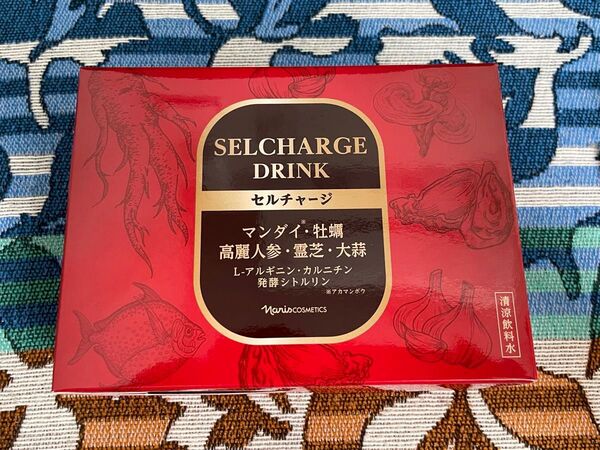 SELCHARGE
DRINK
セルチャージ
マンダイ※・牡蠣
高麗人参・霊芝・大蒜
L-アルギニン・カルニチン
発酵シトルリン
※アカマンボウ
NarisCOSMETICS
清涼飲料水